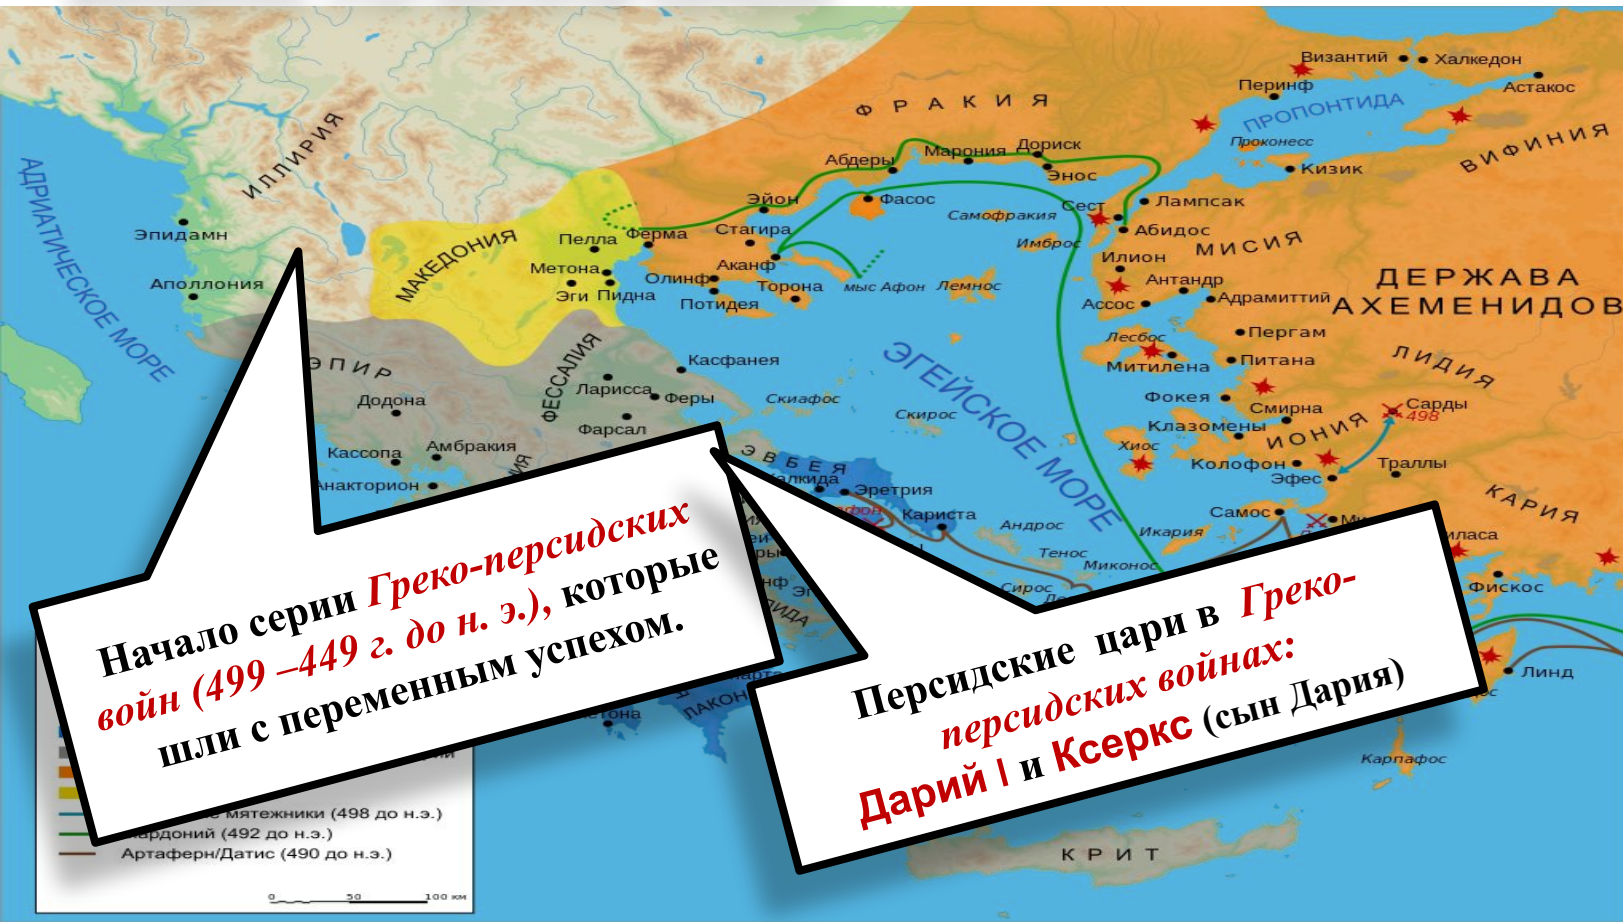 Византий
Халкедон
Перинф
Астакос
ПРОПОНТИДА
ФРАКИЯ
Проконесс
ВИФИНИЯ
Кизик
Абдеры
Марония
Дориск
Энос
ИЛЛИРИЯ
АДРИАТИЧЕСКОЕ МОРЕ
Эйон
Фасос
Самофракия
Сест
Лампсак
Абидос
Эпидамн
Пелла
Ферма
Стагира
Имброс
МИСИЯ
МАКЕДОНИЯ
Метона
Аканф
Илион
ДЕРЖАВА
АХЕМЕНИДОВ
Аполлония
Эги
Пидна
Олинф
Потидея
Торона
мыс Афон
Лемнос
Антандр
Ассос
Адрамиттий
Пергам
Лесбос
Питана
Митилена
ЛИДИЯ
ЭПИР
ФЕССАЛИЯ
Касфанея
ЭГЕЙСКОЕ МОРЕ
Додона
Ларисса
Феры
Скиафос
Скирос
Фокея
Смирна
Сарды
498
Фарсал
Клазомены
ИОНИЯ
Кассопа
Амбракия
Хиос
Колофон
Траллы
Анакторион
ЭВБЕЯ
Эфес
Эретрия
Кариста
КАРИЯ
Самос
Андрос
Икария
Тенос
Миконос
Сирос
Фискос
Линд
Карпафос
КРИТ
Начало серии Греко-персидских
войн (499 –449 г. до н. э.), которые
шли с переменным успехом.
Персидские цари в Греко-
персидских войнах:
Дарий I и Ксеркс (сын Дария)
мятежники (498 до н.э.)
(492 до н.э.)
Артаферн/Датис (490 до н.э.)
0 50 100 км